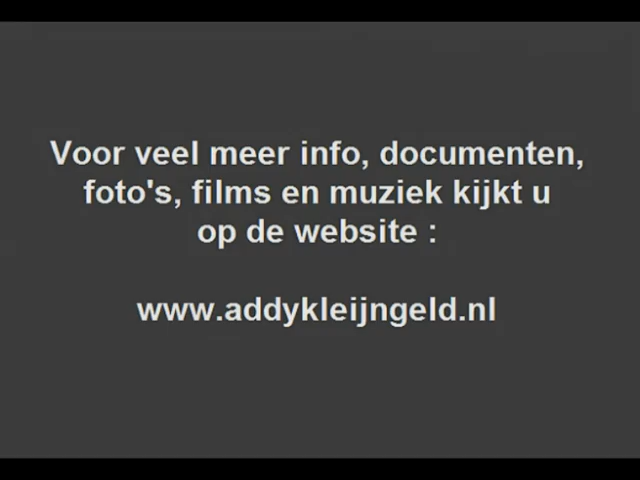 Voor veel meer info, documenten,
foto's, films en muziek kijkt u
op de website :
www.addykleijngeld.nl